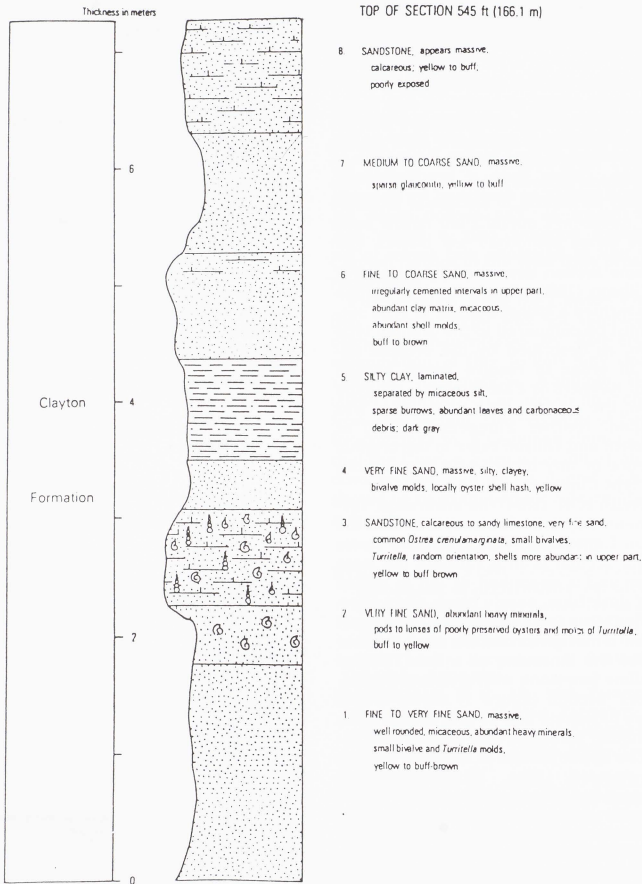 Thickness in meters
TOP OF SECTION 545 ft (166.1 m)
8 SANDSTONE, appears massive,
calcareous; yellow to buff,
poorly exposed
6
7 MEDIUM TO COARSE SAND, massive,
sparse glauconite, yellow to buff
6 FINE TO COARSE SAND, massive,
irregularly cemented intervals in upper part,
abundant clay matrix, micaceous,
abundant shell molds,
buff to brown
5 SILTY CLAY, laminated,
separated by micaceous silt,
sparse burrows, abundant leaves and carbonaceous
debris; dark gray
Clayton
4
4 VERY FINE SAND, massive, silty, clayey,
bivalve molds, locally oyster shell hash, yellow
Formation
3 SANDSTONE, calcareous to sandy limestone, very fine sand,
common Ostrea crenulamarginata, small bivalves,
Turritella, random orientation, shells more abundant in upper part,
yellow to buff brown
2 VERY FINE SAND, abundant heavy minerals,
pods to lenses of poorly preserved oysters and molds of Turritella,
buff to yellow
7
1 FINE TO VERY FINE SAND, massive,
well rounded, micaceous, abundant heavy minerals,
small bivalve and Turritella molds,
yellow to buff-brown
0